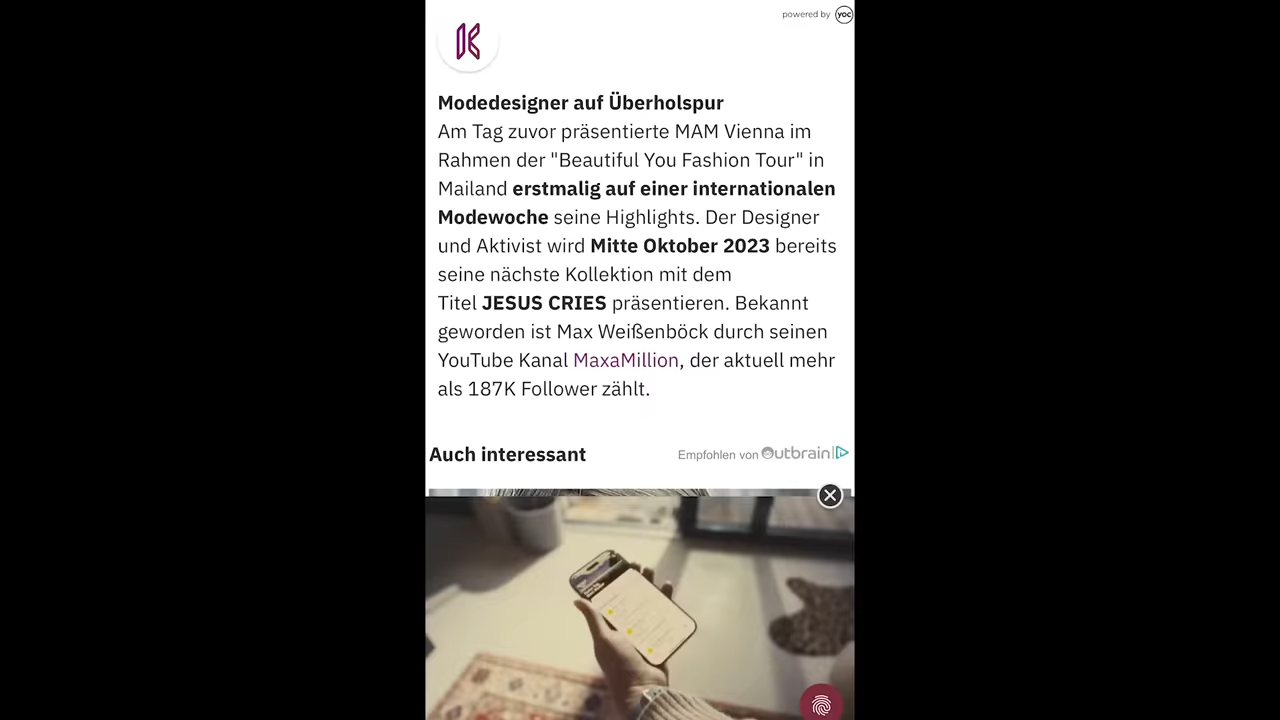 powered by yoc
Modedesigner auf Überholspur
Am Tag zuvor präsentierte MAM Vienna im
Rahmen der "Beautiful You Fashion Tour" in
Mailand erstmalig auf einer internationalen
Modewoche seine Highlights. Der Designer
und Aktivist wird Mitte Oktober 2023 bereits
seine nächste Kollektion mit dem
Titel JESUS CRIES präsentieren. Bekannt
geworden ist Max Weißenböck durch seinen
YouTube Kanal MaxaMillion, der aktuell mehr
als 187K Follower zählt.
Auch interessant
Empfohlen von Outbrain